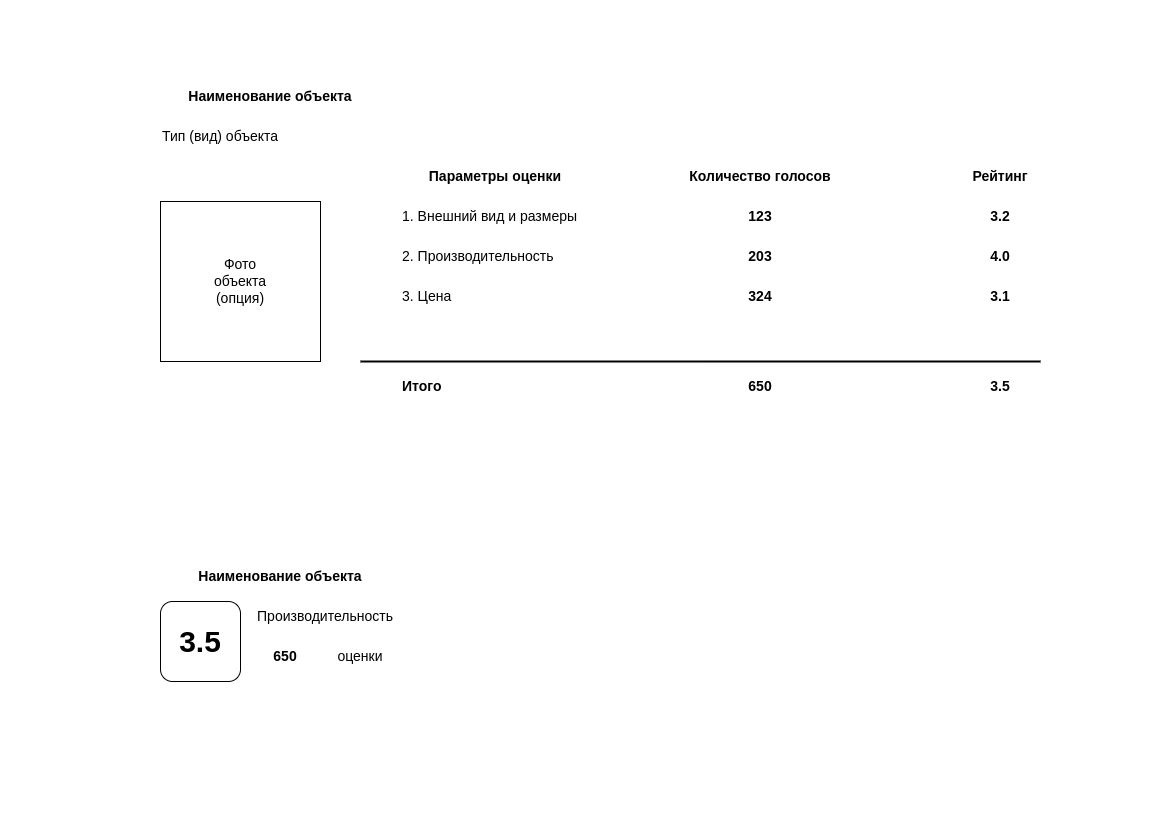 Наименование объекта
Тип (вид) объекта
Параметры оценки Количество голосов Рейтинг
1. Внешний вид и размеры 123 3.2
2. Производительность 203 4.0
3. Цена 324 3.1
Фото
объекта
(опция)
Итого 650 3.5
Наименование объекта
3.5
Производительность
650 оценки